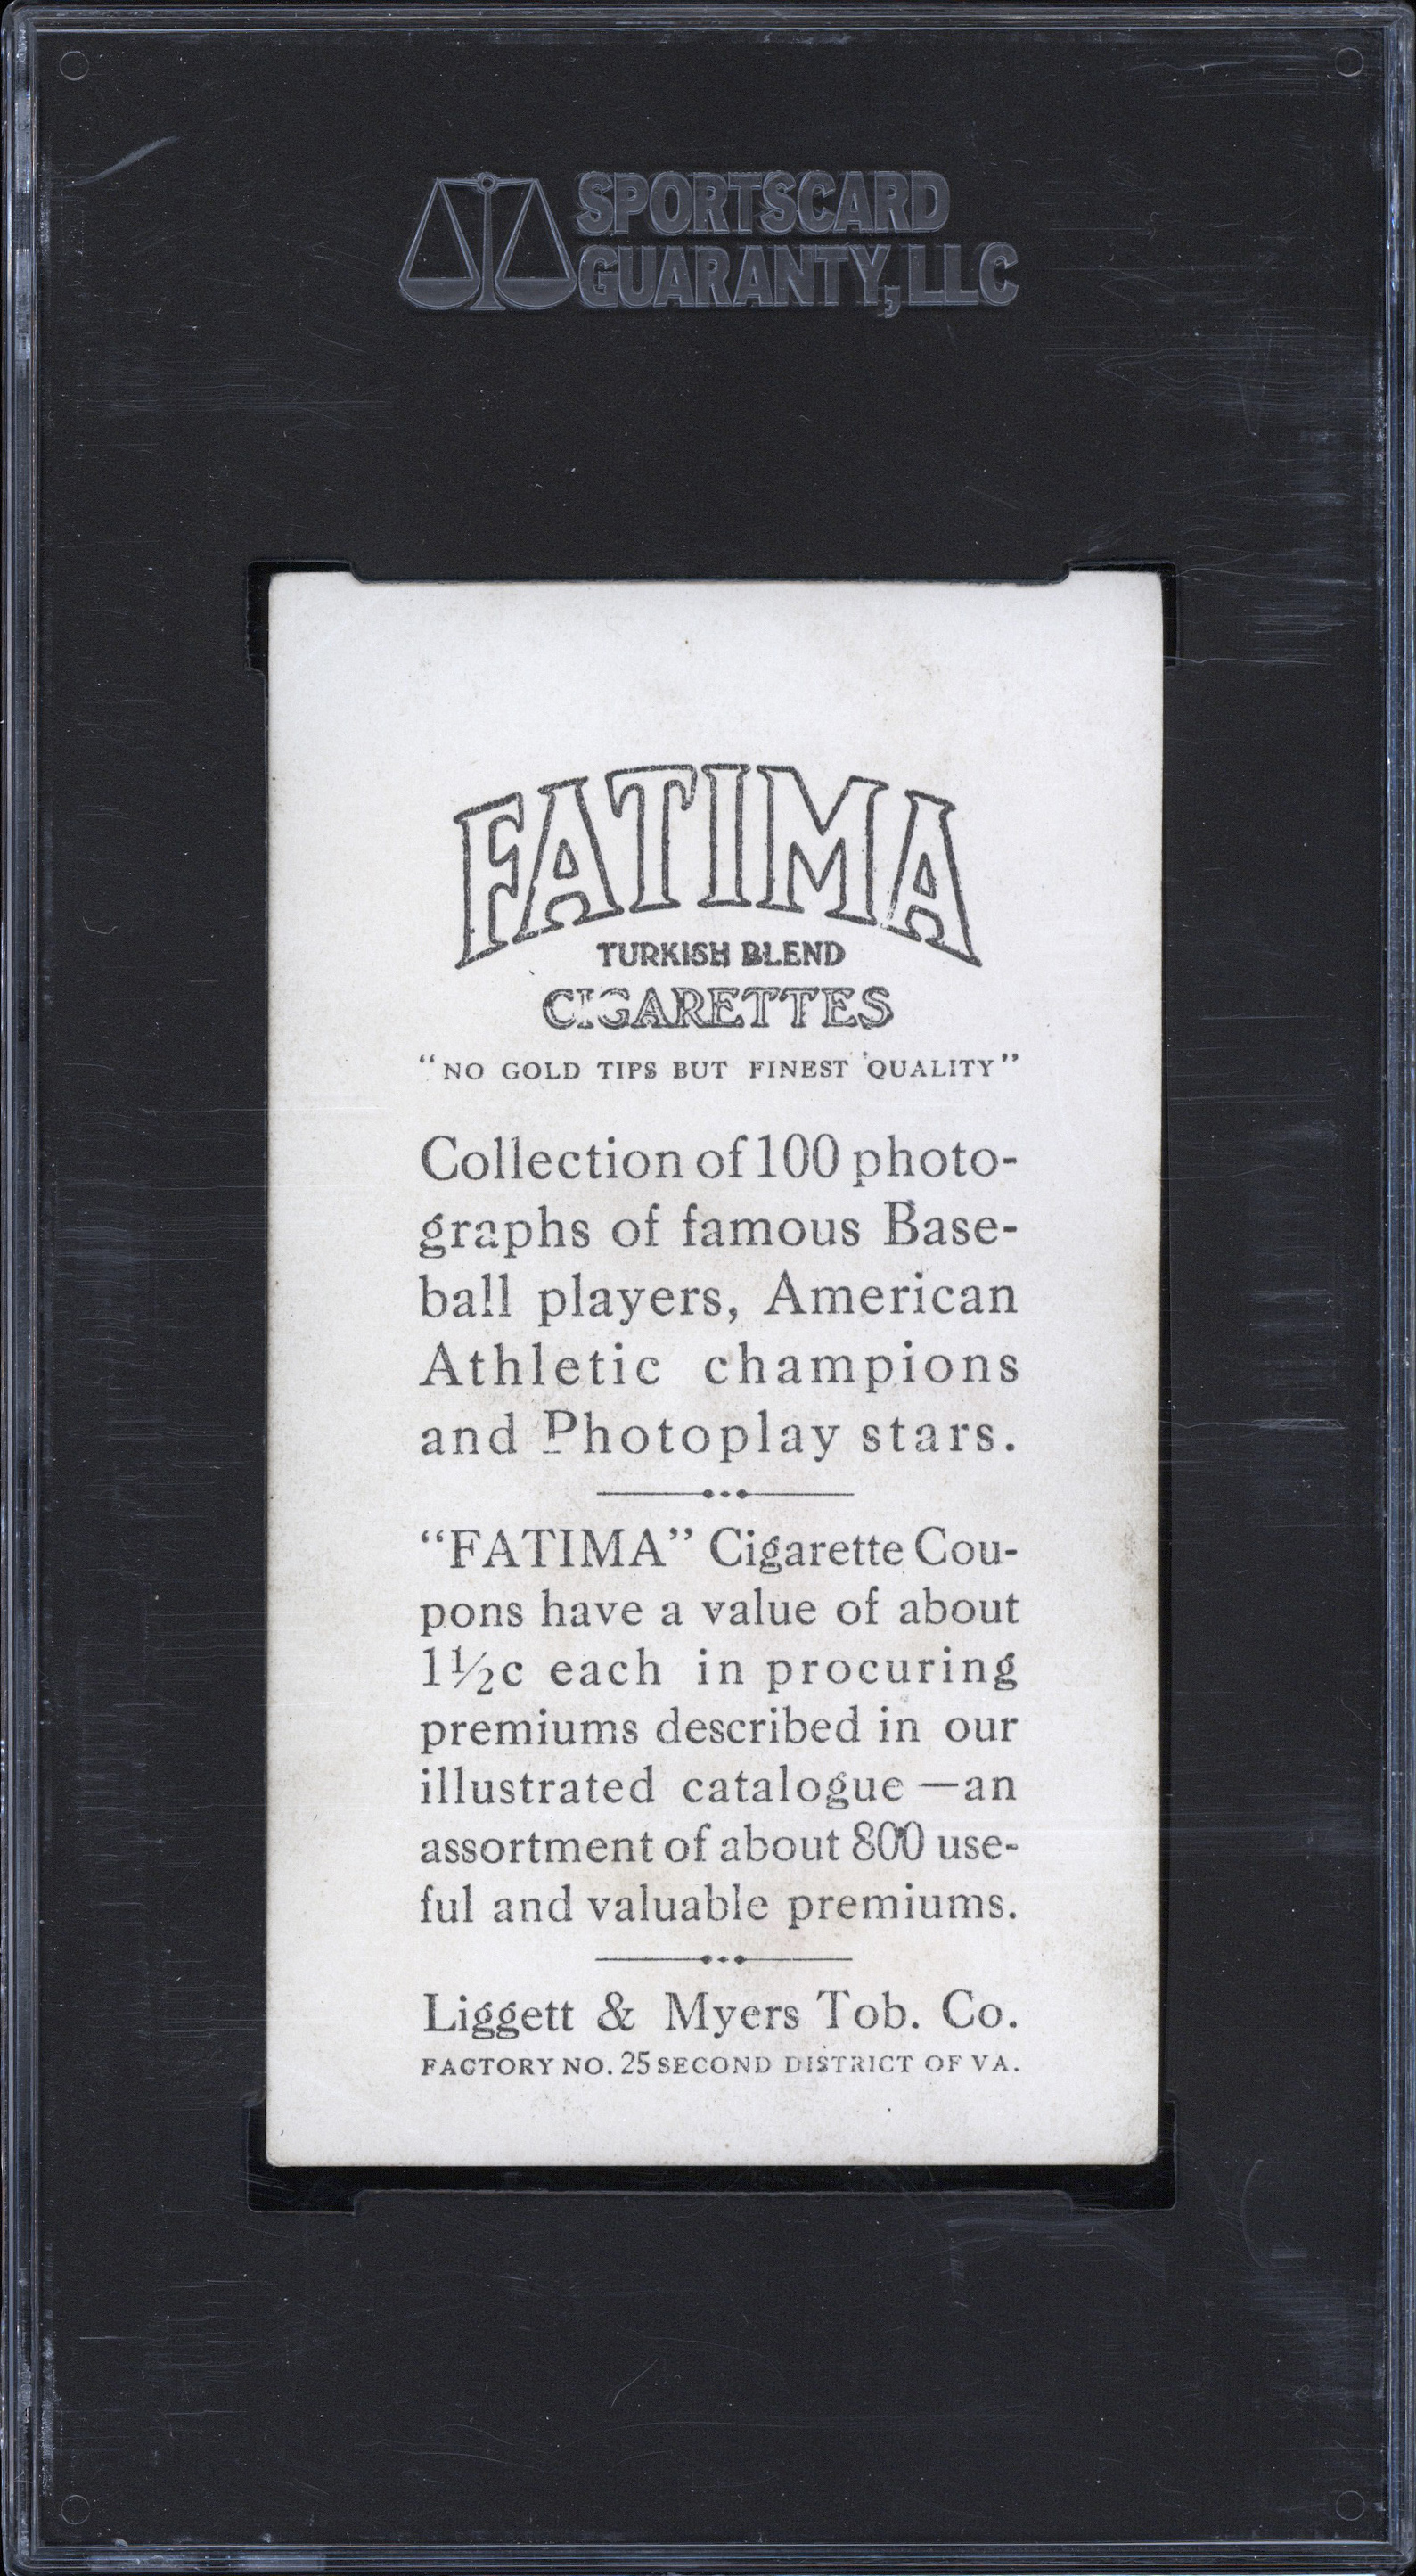 SPORTSCARD
GUARANTY, LLC
FATIMA
TURKISH BLEND
CIGARETTES
"NO GOLD TIPS BUT FINEST QUALITY"
Collection of 100 photo-
graphs of famous Base-
ball players, American
Athletic champions
and Photoplay stars.
"FATIMA" Cigarette Cou-
pons have a value of about
1½c each in procuring
premiums described in our
illustrated catalogue —an
assortment of about 800 use-
ful and valuable premiums.
Liggett & Myers Tob. Co.
FACTORY NO. 25 SECOND DISTRICT OF VA.